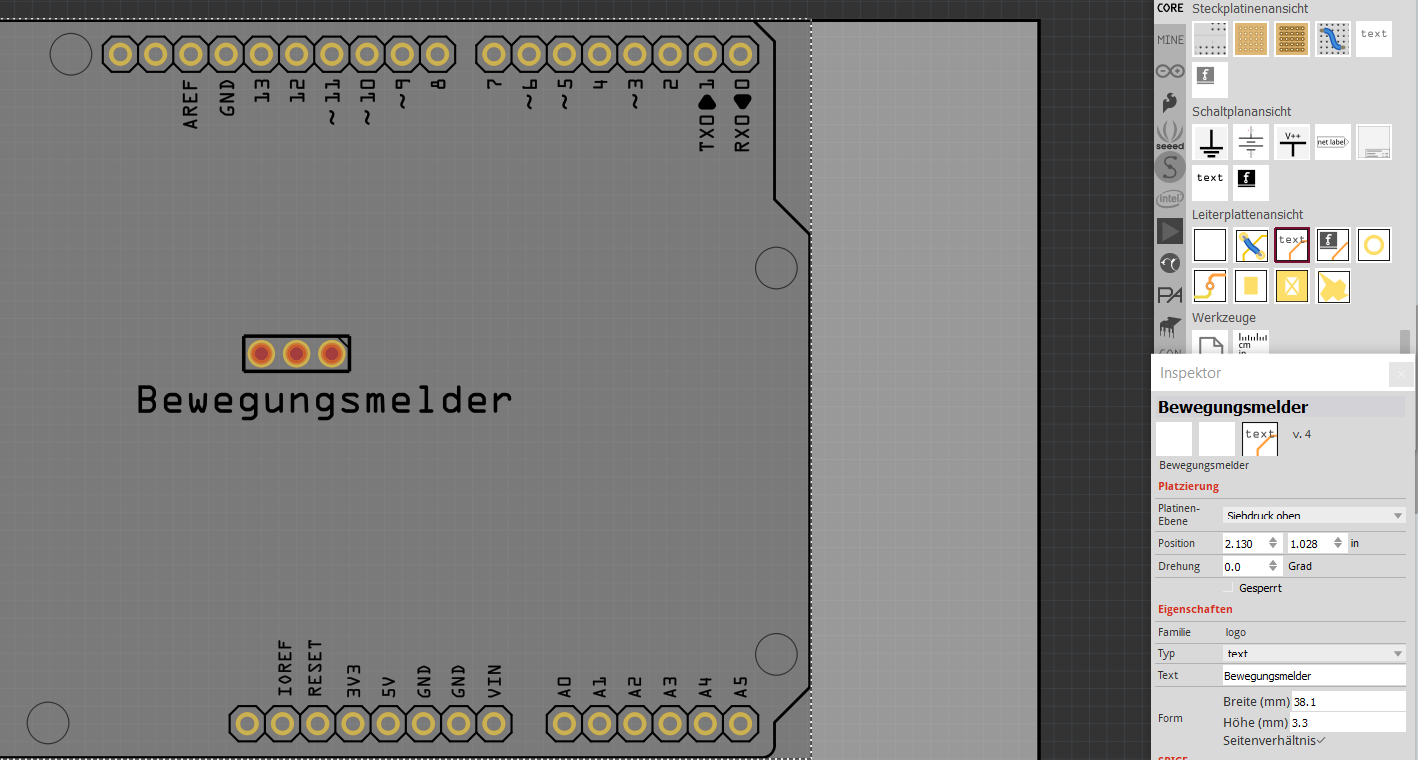 AREF
GND
13
12
~11
~10
~9
8
7
~6
~5
4
~3
2
TXO 1
RXO 0
Bewegungsmelder
IOREF
RESET
3V3
5V
GND
GND
VIN
A0
A1
A2
A3
A4
A5
CORE
MINE
seeed
intel
PA
Steckplatinenansicht
text
Schaltplanansicht
V++
net label
text
Leiterplattenansicht
text
Werkzeuge
cm
in
Inspektor
Bewegungsmelder
text
v. 4
Bewegungsmelder
Platzierung
Platinen-
Ebene
Siebdruck oben
Position 2.130 1.028 in
Drehung 0.0 Grad
Gesperrt
Eigenschaften
Familie logo
Typ text
Text Bewegungsmelder
Form
Breite (mm) 38.1
Höhe (mm) 3.3
Seitenverhältnis